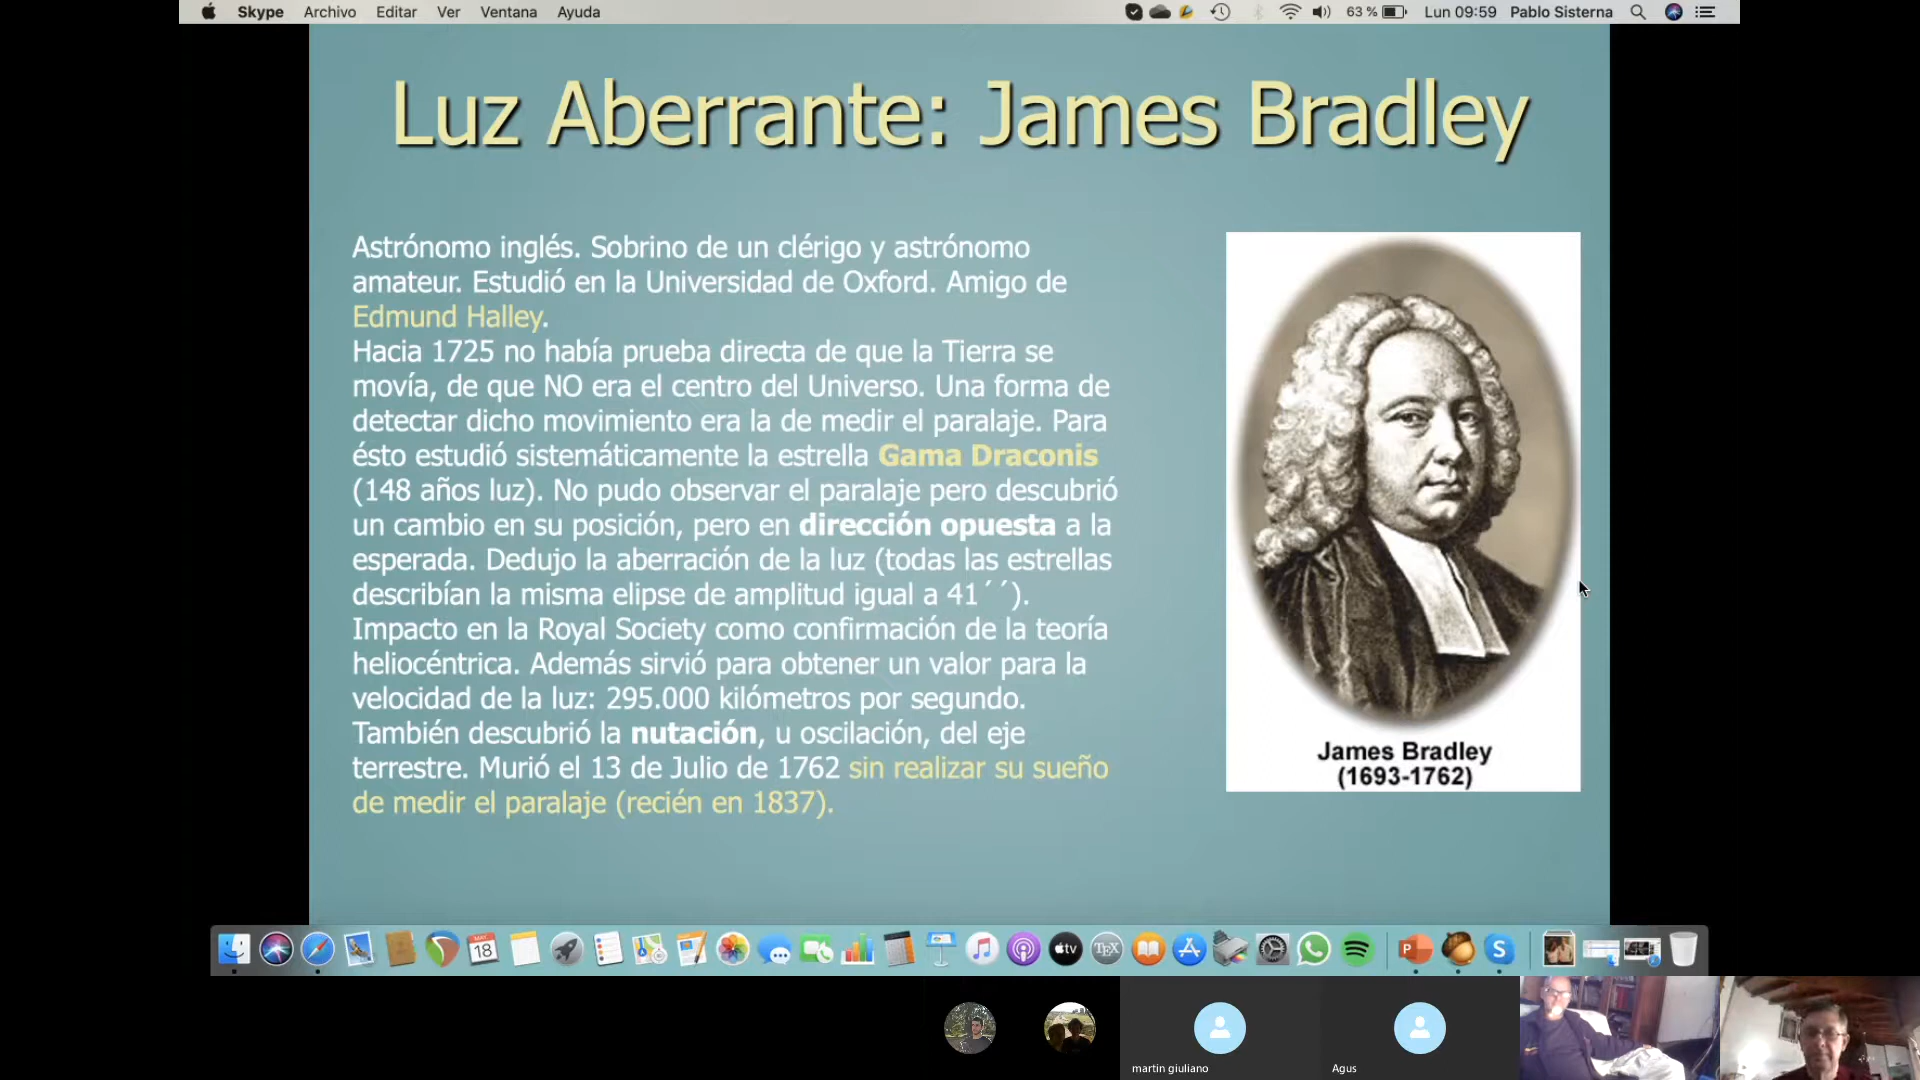 Skype Archivo Editar Ver Ventana Ayuda 63 % Lun 09:59 Pablo Sisterna
Luz Aberrante: James Bradley
Astrónomo inglés. Sobrino de un clérigo y astrónomo
amateur. Estudió en la Universidad de Oxford. Amigo de
Edmund Halley.
Hacia 1725 no había prueba directa de que la Tierra se
movía, de que NO era el centro del Universo. Una forma de
detectar dicho movimiento era la de medir el paralaje. Para
ésto estudió sistemáticamente la estrella Gama Draconis
(148 años luz). No pudo observar el paralaje pero descubrió
un cambio en su posición, pero en dirección opuesta a la
esperada. Dedujo la aberración de la luz (todas las estrellas
describían la misma elipse de amplitud igual a 41´´).
Impacto en la Royal Society como confirmación de la teoría
heliocéntrica. Además sirvió para obtener un valor para la
velocidad de la luz: 295.000 kilómetros por segundo.
También descubrió la nutación, u oscilación, del eje
terrestre. Murió el 13 de Julio de 1762 sin realizar su sueño
de medir el paralaje (recién en 1837).
James Bradley
(1693-1762)
18 tv TEX P S
martin giuliano
Agus